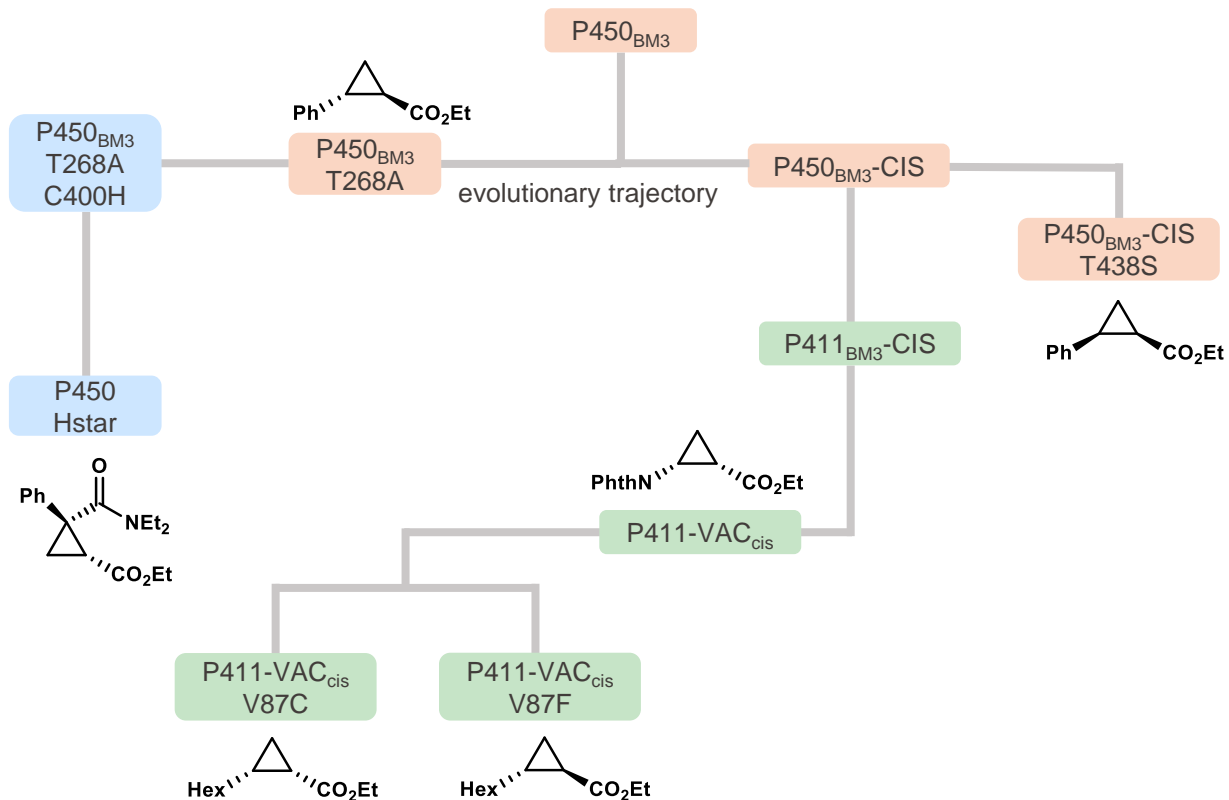 P450BM3
Ph
CO2Et
P450BM3
T268A
C400H
P450BM3
T268A
evolutionary trajectory
P450BM3-CIS
P450BM3-CIS
T438S
Ph
CO2Et
P411BM3-CIS
P450
Hstar
Ph
O
NEt2
CO2Et
PhthN
CO2Et
P411-VACcis
P411-VACcis
V87C
P411-VACcis
V87F
Hex
CO2Et
Hex
CO2Et